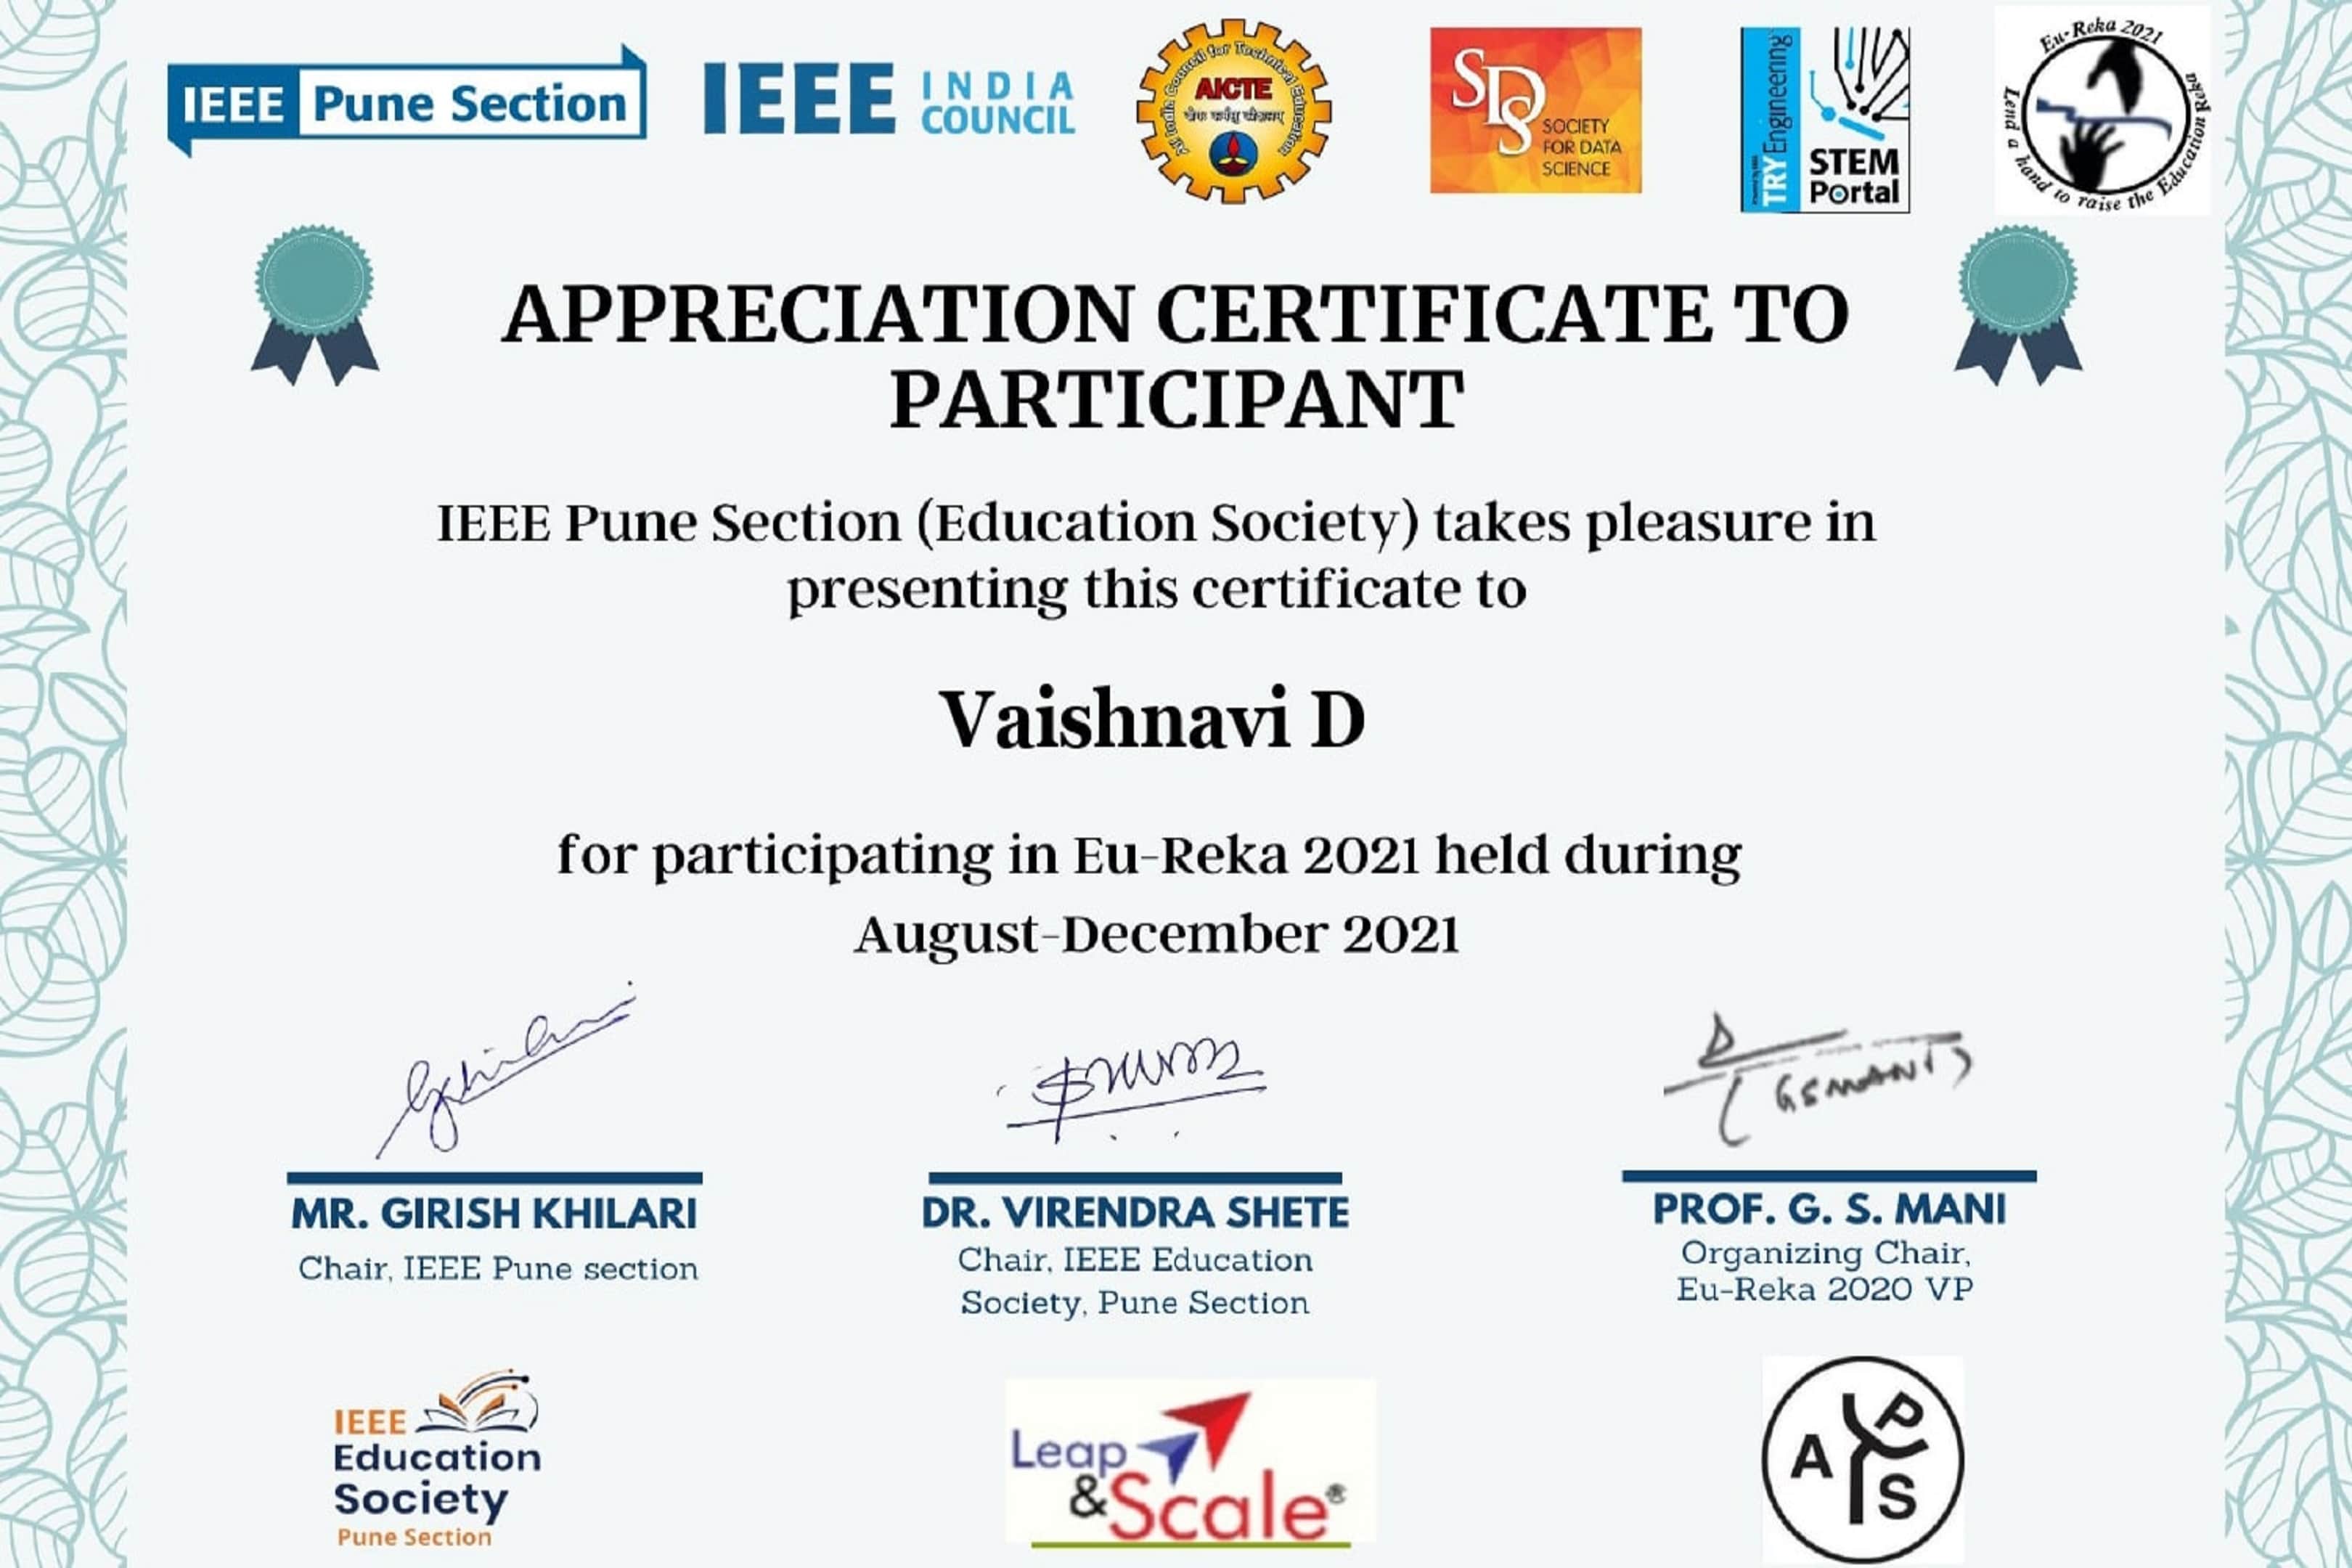 IEEE Pune Section
IEEE INDIA COUNCIL
All India Council for Technical Education
AICTE
SDS
SOCIETY
FOR DATA
SCIENCE
TRY Engineering
STEM
Portal
Eu-Reka 2021
Lend a hand to raise the Education Reka
APPRECIATION CERTIFICATE TO
PARTICIPANT
IEEE Pune Section (Education Society) takes pleasure in
presenting this certificate to
Vaishnavi D
for participating in Eu-Reka 2021 held during
August-December 2021
(GSMANI)
MR. GIRISH KHILARI
Chair, IEEE Pune section
DR. VIRENDRA SHETE
Chair, IEEE Education
Society, Pune Section
PROF. G. S. MANI
Organizing Chair,
Eu-Reka 2020 VP
IEEE
Education
Society
Pune Section
Leap
&Scale®
A P S